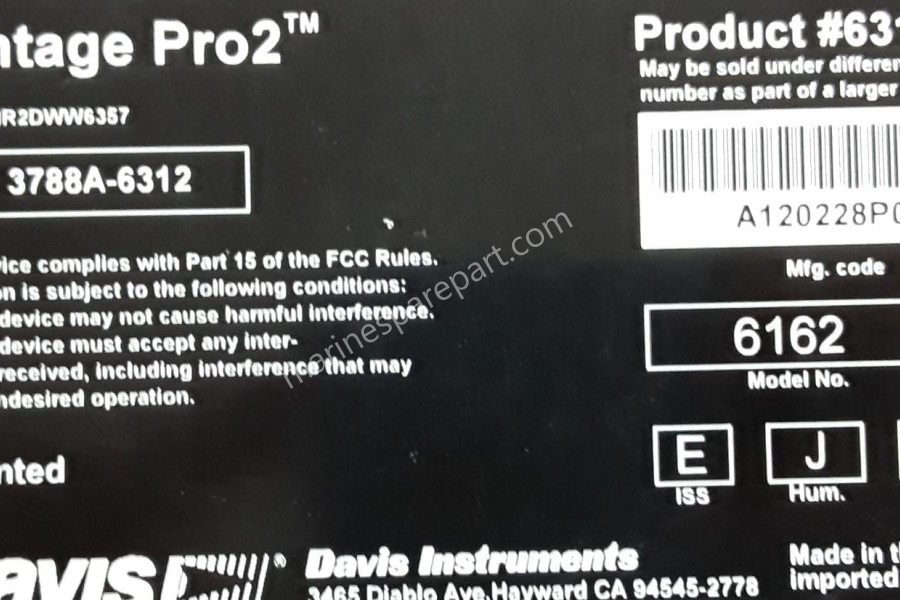 ntage Pro2™
R2DWW6357
3788A-6312
ice complies with Part 15 of the FCC Rules.
on is subject to the following conditions:
device may not cause harmful interference.
device must accept any inter-
received, including interference that may
ndesired operation.
nted
AVIS®
Davis Instruments
3465 Diablo Ave, Hayward CA 94545-2778
Product #631
May be sold under differen
number as part of a larger
A120228P0
Mfg. code
6162
Model No.
E
ISS
J
Hum.
Made in t
imported
marinesparepart.com